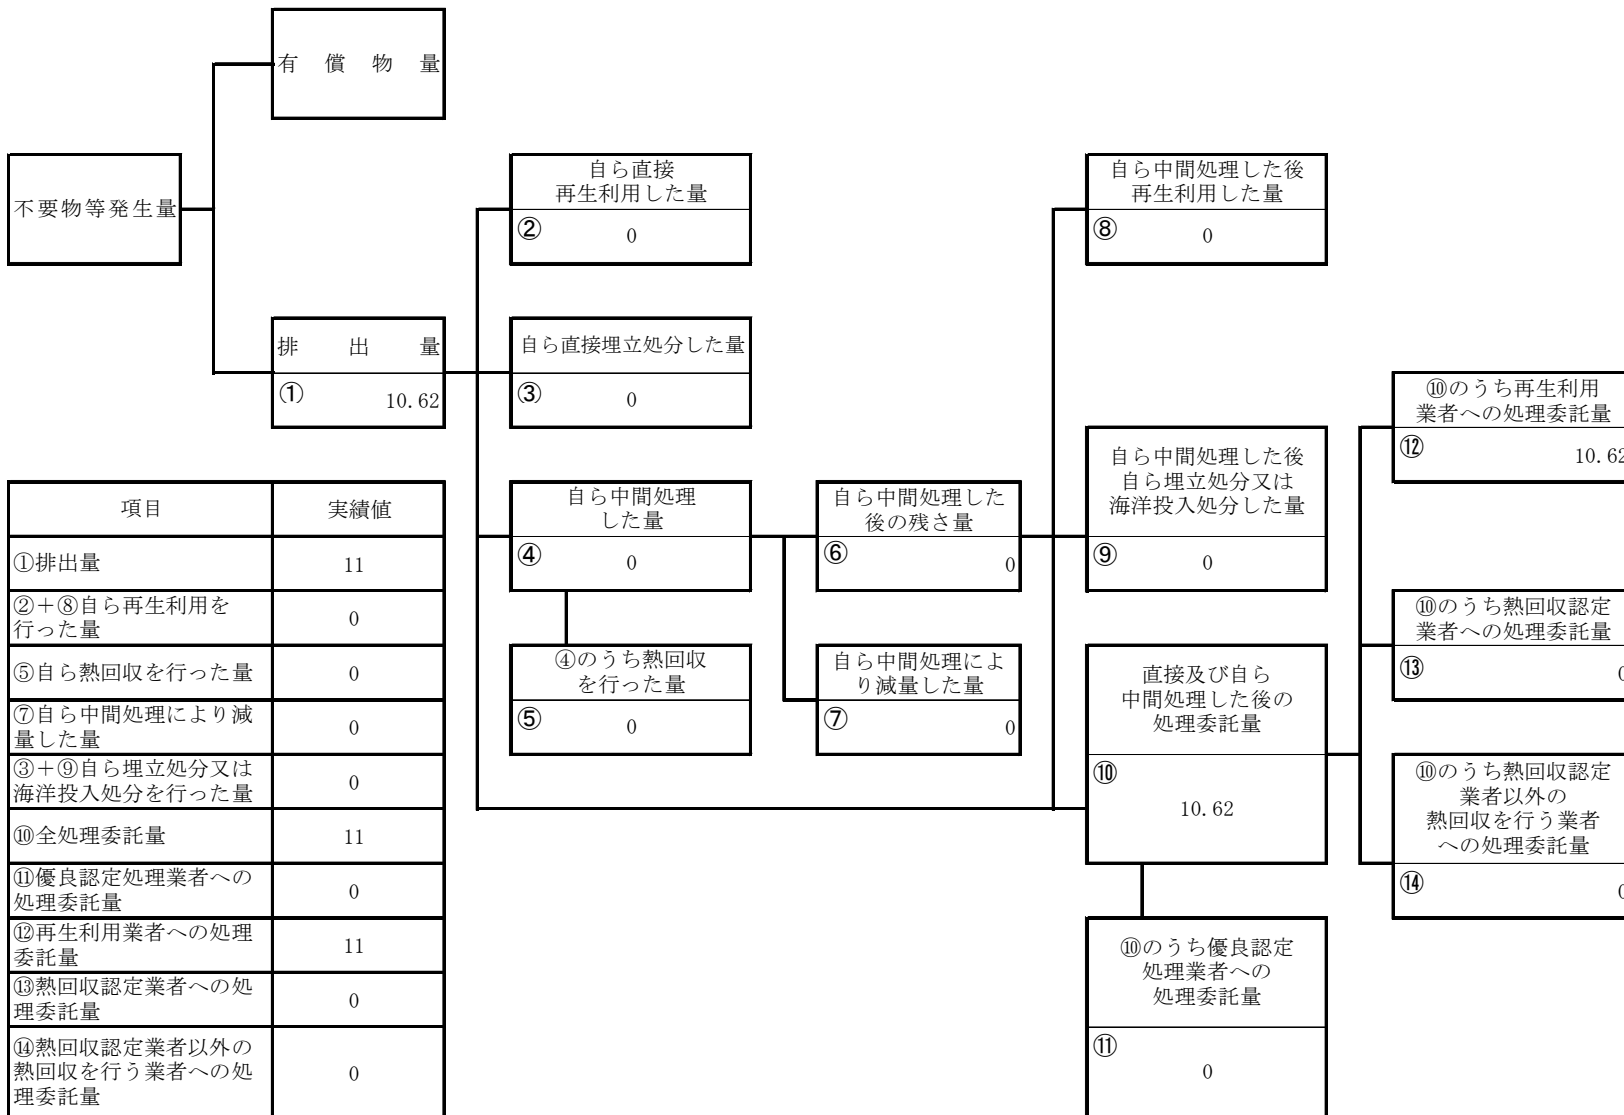 有償物量
不要物等発生量
排出量
①
10.62
自ら直接
再生利用した量
②
0
自ら直接埋立処分した量
③
0
自ら中間処理
した量
④
0
④のうち熱回収
を行った量
⑤
0
自ら中間処理した
後の残さ量
⑥
0
自ら中間処理によ
り減量した量
⑦
0
自ら中間処理した後
再生利用した量
⑧
0
自ら中間処理した後
自ら埋立処分又は
海洋投入処分した量
⑨
0
直接及び自ら
中間処理した後の
処理委託量
⑩
10.62
⑩のうち優良認定
処理業者への
処理委託量
⑪
0
⑩のうち再生利用
業者への処理委託量
⑫
10.62
⑩のうち熱回収認定
業者への処理委託量
⑬
0
⑩のうち熱回収認定
業者以外の
熱回収を行う業者
への処理委託量
⑭
0
項目 実績値
①排出量 11
②+⑧自ら再生利用を
行った量 0
⑤自ら熱回収を行った量 0
⑦自ら中間処理により減
量した量 0
③+⑨自ら埋立処分又は
海洋投入処分を行った量 0
⑩全処理委託量 11
⑪優良認定処理業者への
処理委託量 0
⑫再生利用業者への処理
委託量 11
⑬熱回収認定業者への処
理委託量 0
⑭熱回収認定業者以外の
熱回収を行う業者への処
理委託量 0